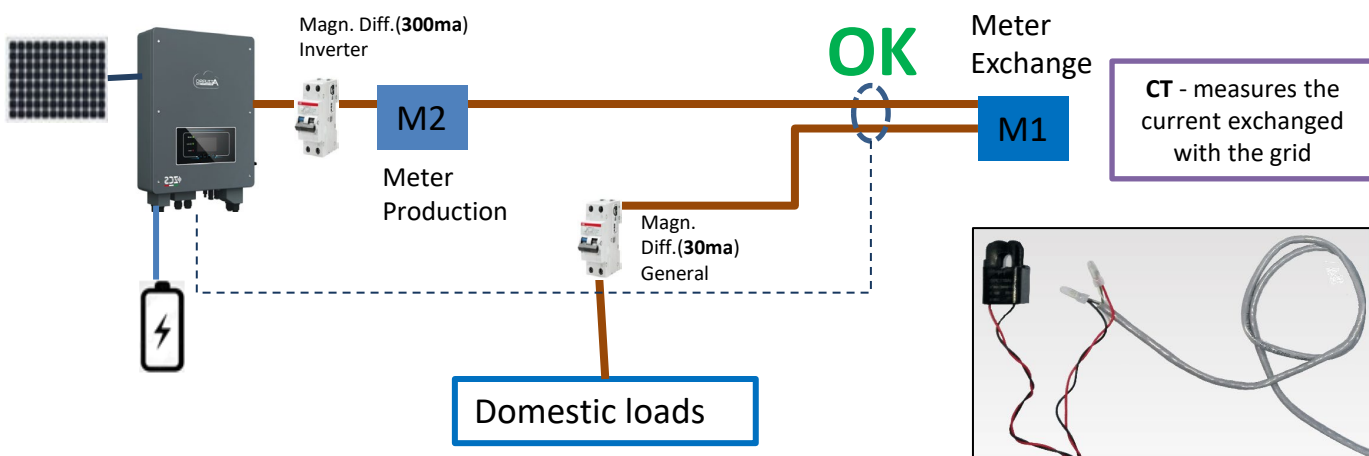 Magn. Diff.(300ma)
Inverter
OK
Meter
Exchange
CT - measures the
current exchanged
with the grid
M2
M1
Meter
Production
Magn.
Diff.(30ma)
General
Domestic loads